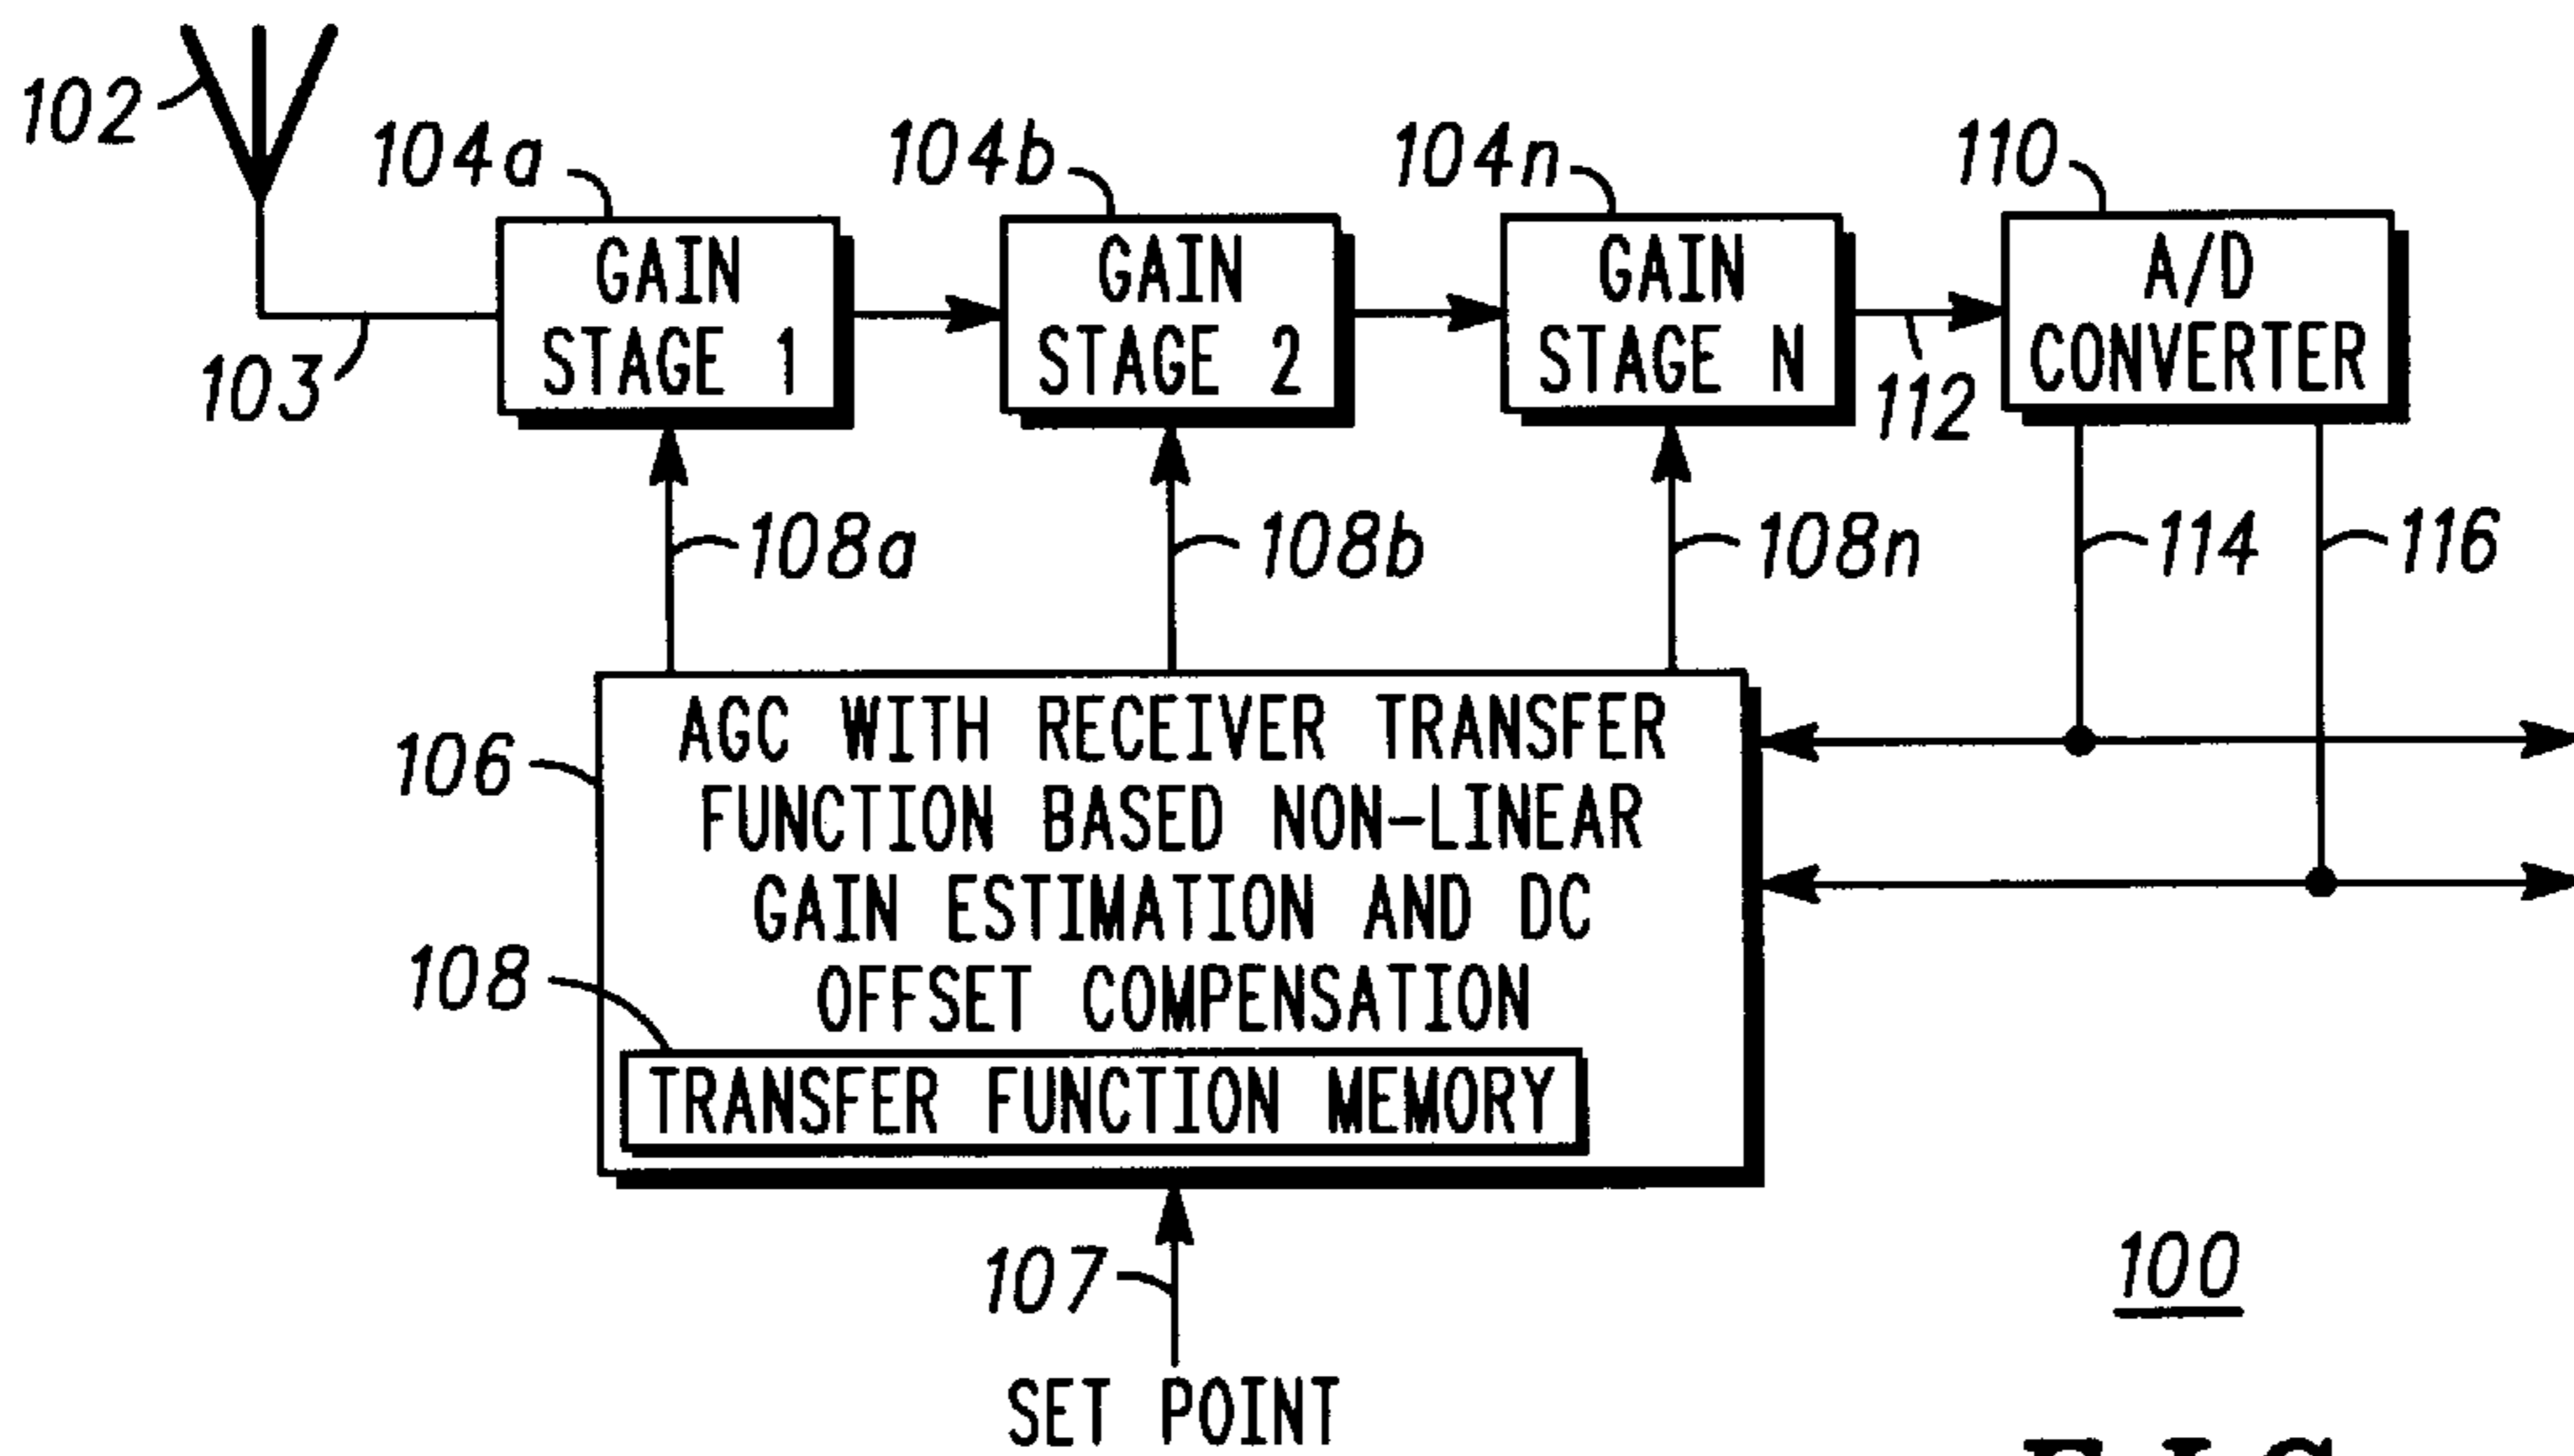 102
104a
104b
104n
110
GAIN
STAGE 1
GAIN
STAGE 2
GAIN
STAGE N
A/D
CONVERTER
103
112
108a
108b
108n
114
116
106
AGC WITH RECEIVER TRANSFER
FUNCTION BASED NON-LINEAR
GAIN ESTIMATION AND DC
OFFSET COMPENSATION
108
TRANSFER FUNCTION MEMORY
107
SET POINT
100